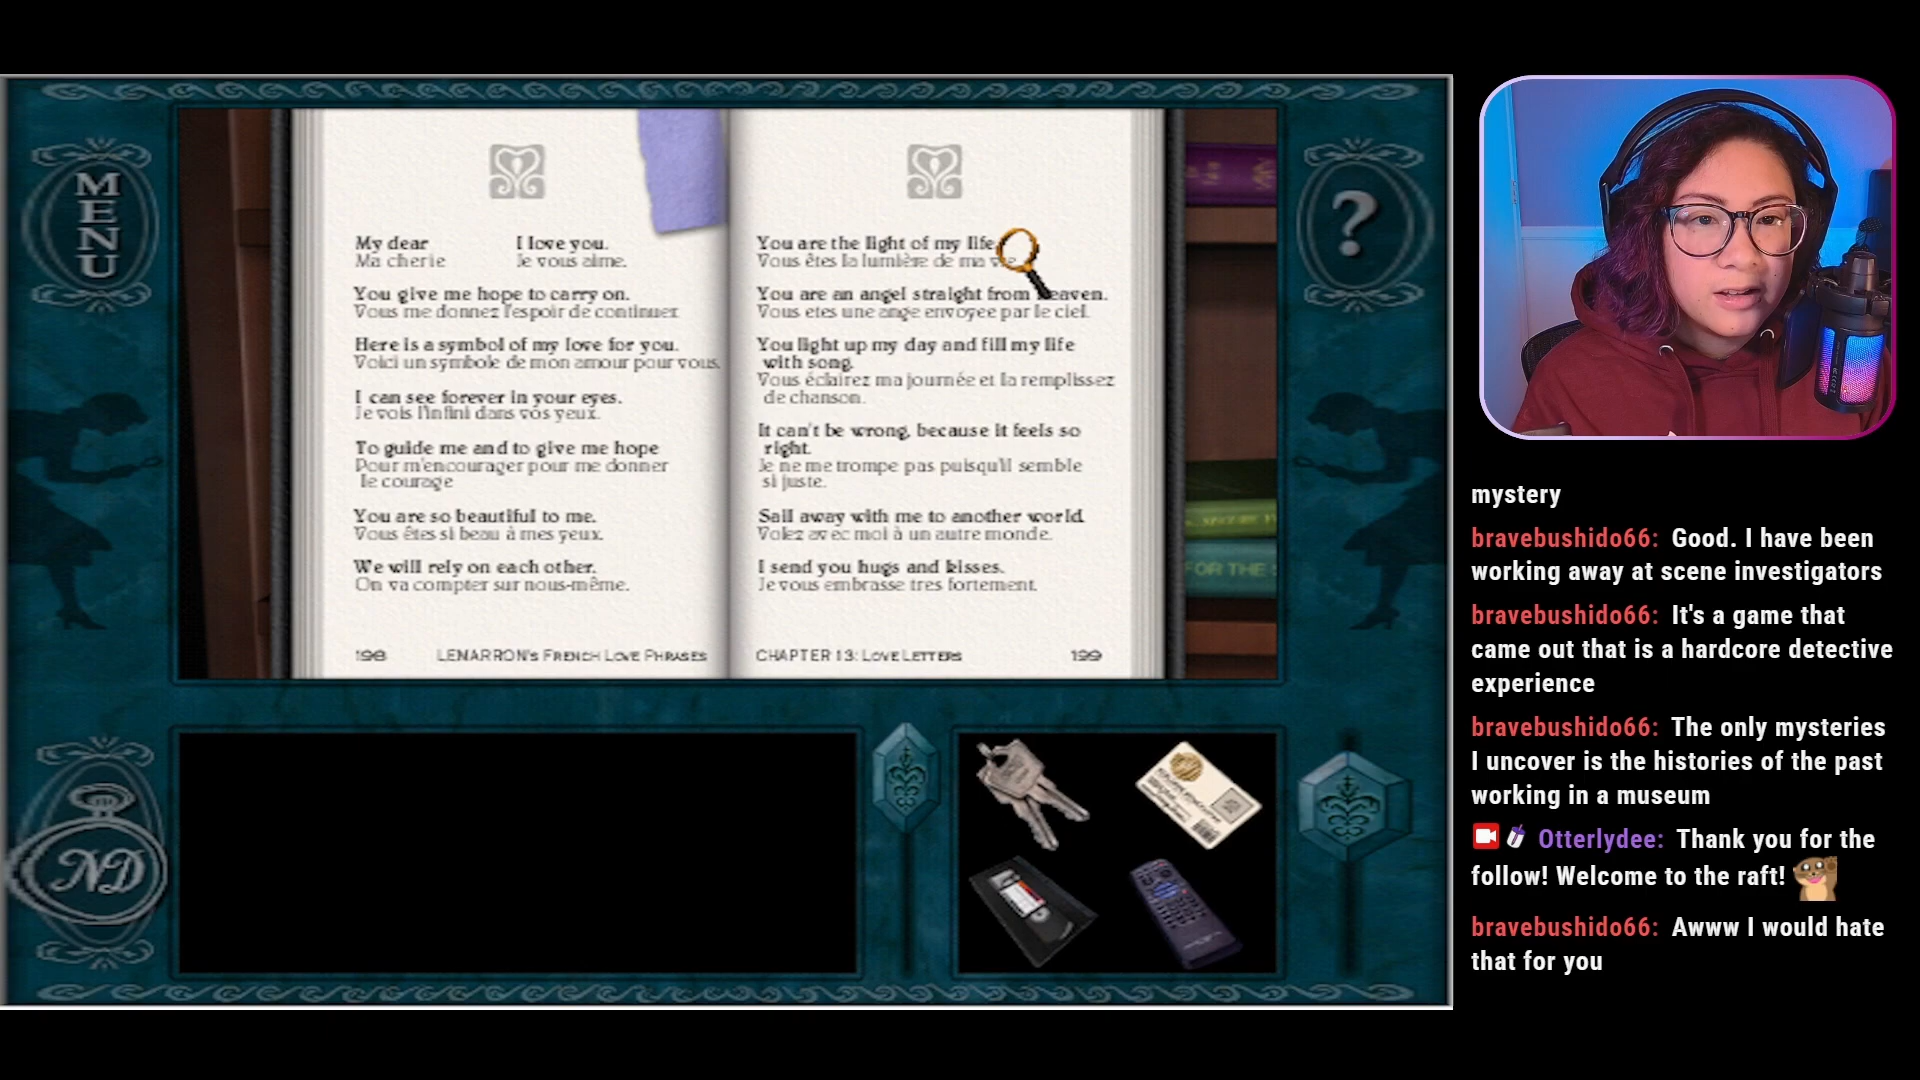 MENU
?
My dear
Ma cherie
I love you.
Je vous aime.
You give me hope to carry on.
Vous me donnez l'espoir de continuer.
Here is a symbol of my love for you.
Voici un symbole de mon amour pour vous.
I can see forever in your eyes.
Je vois l'infini dans vos yeux.
To guide me and to give me hope
Pour m'encourager pour me donner
le courage
You are so beautiful to me.
Vous êtes si beau à mes yeux.
We will rely on each other.
On va compter sur nous-même.
198 LENARRON'S FRENCH LOVE PHRASES
You are the light of my life
Vous êtes la lumière de ma vie
You are an angel straight from heaven.
Vous etes une ange envoyee par le ciel.
You light up my day and fill my life
with song.
Vous éclairez ma journée et la remplissez
de chanson.
It can't be wrong, because it feels so
right.
Je ne me trompe pas puisqu'il semble
si juste.
Sail away with me to another world.
Volez avec moi à un autre monde.
I send you hugs and kisses.
Je vous embrasse tres fortement.
CHAPTER 13: LOVE LETTERS 199
FOR THE
ND
mystery
bravebushido66: Good. I have been
working away at scene investigators
bravebushido66: It's a game that
came out that is a hardcore detective
experience
bravebushido66: The only mysteries
I uncover is the histories of the past
working in a museum
Otterlydee: Thank you for the
follow! Welcome to the raft!
bravebushido66: Awww I would hate
that for you